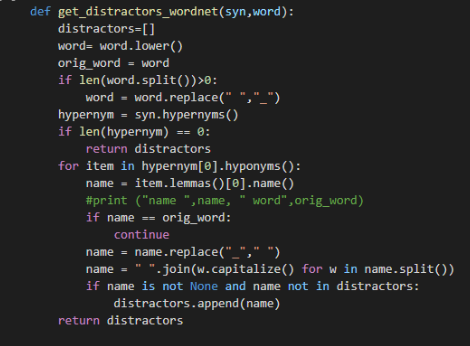 def get_distractors_wordnet(syn,word):
    distractors=[]
    word= word.lower()
    orig_word = word
    if len(word.split())>0:
        word = word.replace(" ","_")
    hypernym = syn.hypernyms()
    if len(hypernym) == 0:
        return distractors
    for item in hypernym[0].hyponyms():
        name = item.lemmas()[0].name()
        #print ("name ",name, " word",orig_word)
        if name == orig_word:
            continue
        name = name.replace("_"," ")
        name = " ".join(w.capitalize() for w in name.split())
        if name is not None and name not in distractors:
            distractors.append(name)
    return distractors